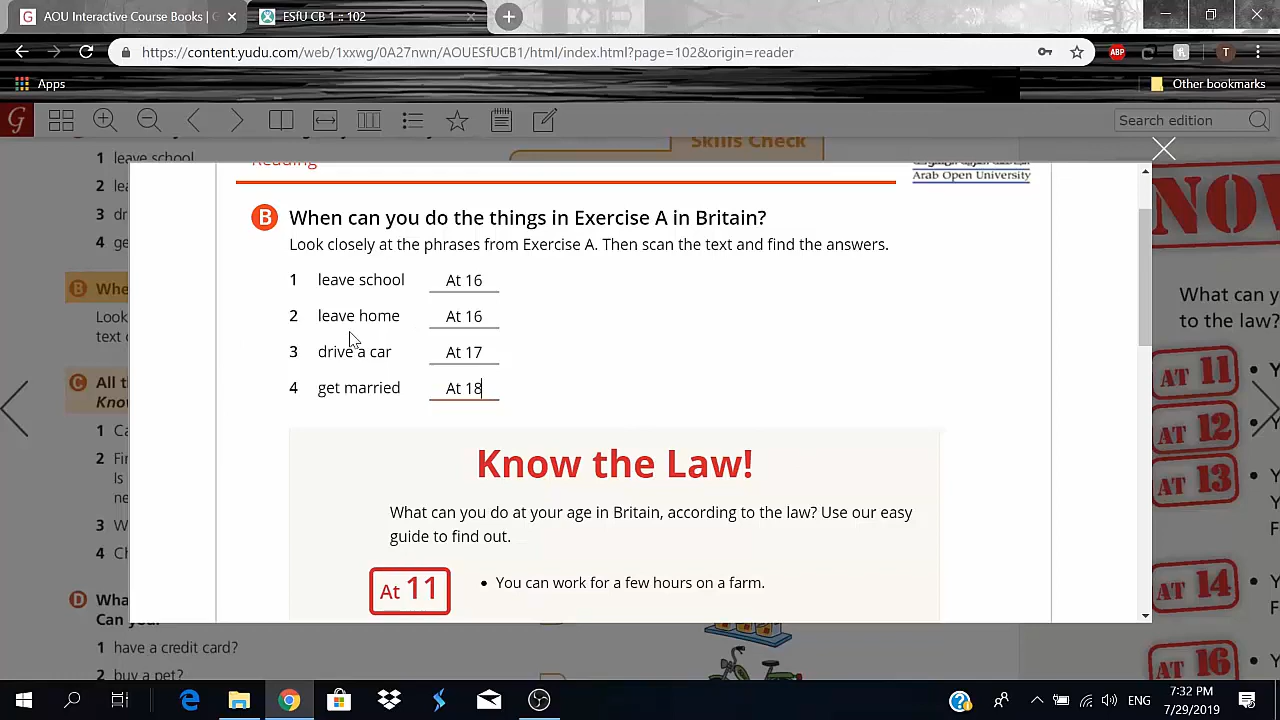 AOU Interactive Course Books | G
ESfU CB 1 :: 102
https://content.yudu.com/web/1xxwg/0A27nwn/AOUESfUCB1/html/index.html?page=102&origin=reader
ABP
T
Apps
Other bookmarks
G
Search edition
Skills Check
1 leave school
2 lea
3 dr
4 ge
B Whe
Look
text o
C All t
Know
1 Ca
2 Fir
Is
ne
3 W
4 Ch
D Wha
Can you:
1 have a credit card?
2 buy a pet?
Reading
Arab Open University
B When can you do the things in Exercise A in Britain?
Look closely at the phrases from Exercise A. Then scan the text and find the answers.
1 leave school At 16
2 leave home At 16
3 drive a car At 17
4 get married At 18
Know the Law!
What can you do at your age in Britain, according to the law? Use our easy
guide to find out.
At 11 • You can work for a few hours on a farm.
NOV
What can y
to the law?
AT 11 • Y
AT 12 • Y
AT 13 • Y
Y
F
AT 14 • Y
F
AT 16 • Y
ENG
7:32 PM
7/29/2019